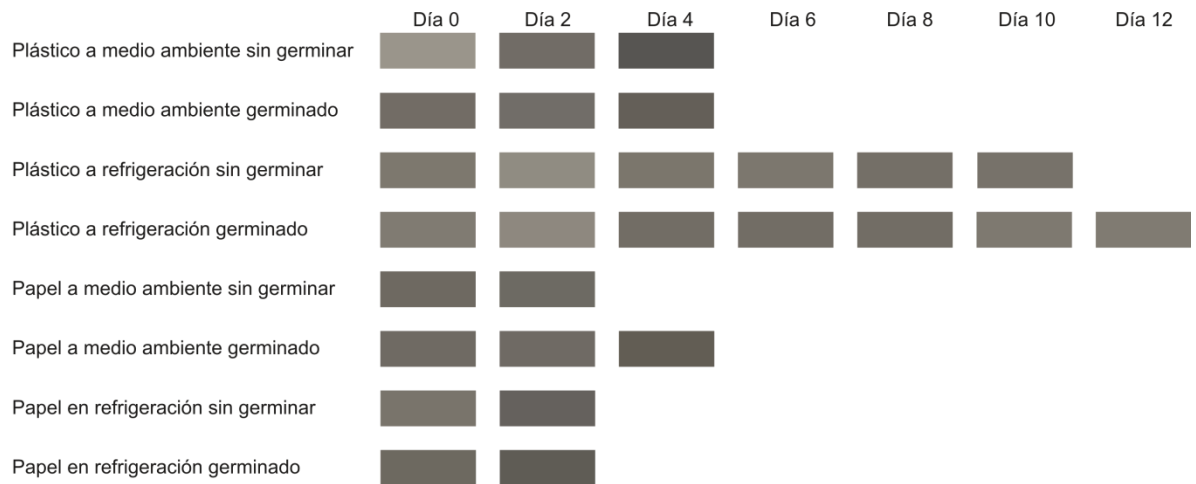 Día 0 Día 2 Día 4 Día 6 Día 8 Día 10 Día 12
Plástico a medio ambiente sin germinar
Plástico a medio ambiente germinado
Plástico a refrigeración sin germinar
Plástico a refrigeración germinado
Papel a medio ambiente sin germinar
Papel a medio ambiente germinado
Papel en refrigeración sin germinar
Papel en refrigeración germinado